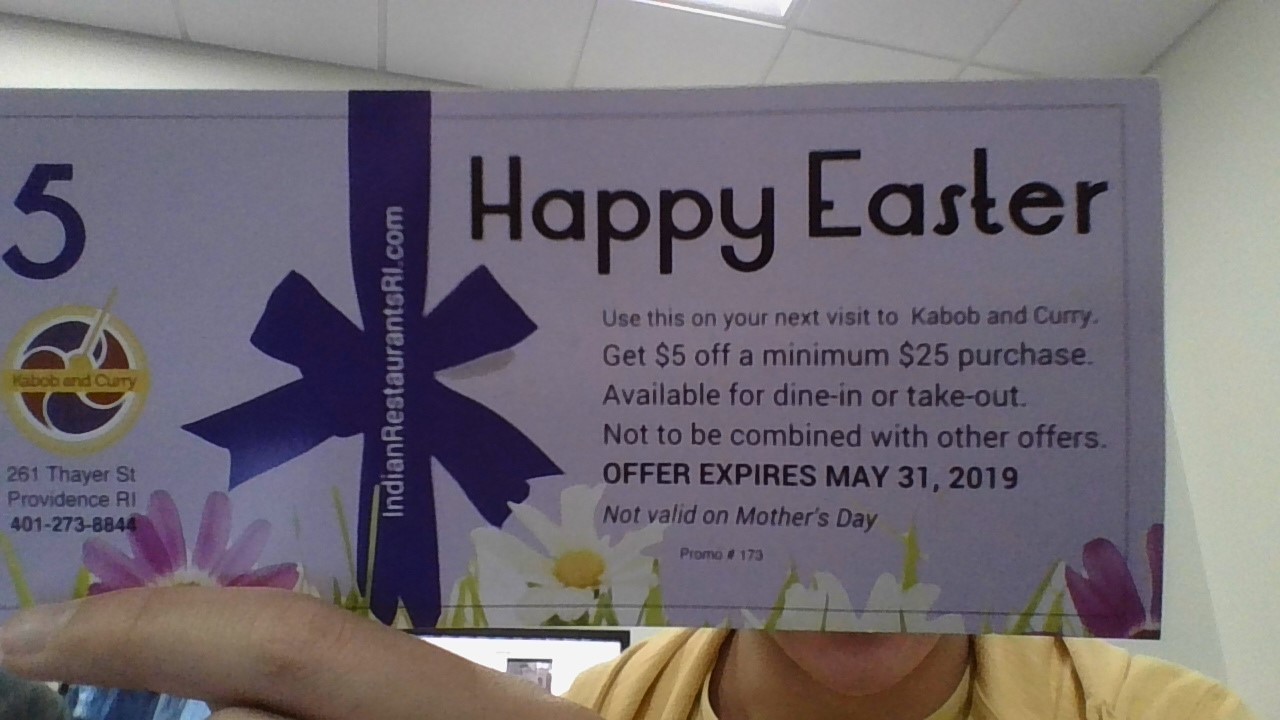 5
Kabob and Curry
261 Thayer St
Providence RI
401-273-8844
IndianRestaurantsRI.com
Happy Easter
Use this on your next visit to Kabob and Curry.
Get $5 off a minimum $25 purchase.
Available for dine-in or take-out.
Not to be combined with other offers.
OFFER EXPIRES MAY 31, 2019
Not valid on Mother's Day
Promo # 173